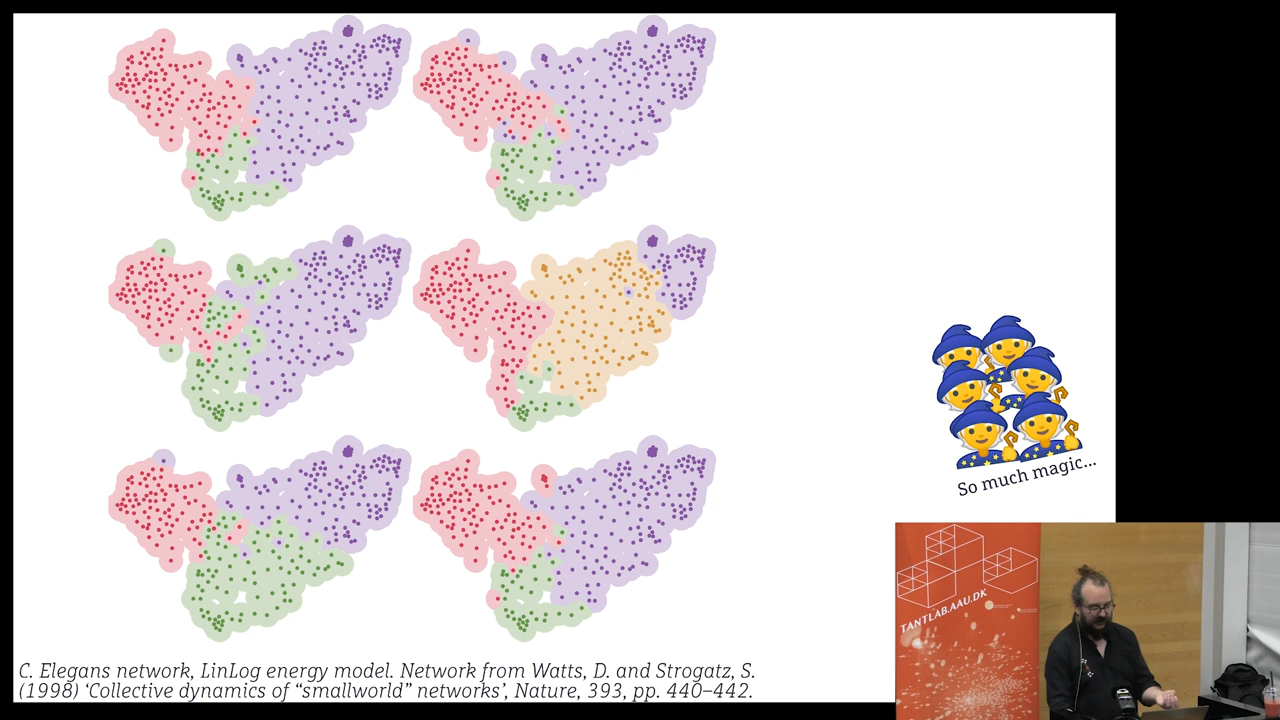 So much magic...
TANTLAB.AAU.DK
C. Elegans network, LinLog energy model. Network from Watts, D. and Strogatz, S.
(1998) ‘Collective dynamics of “smallworld” networks’, Nature, 393, pp. 440–442.